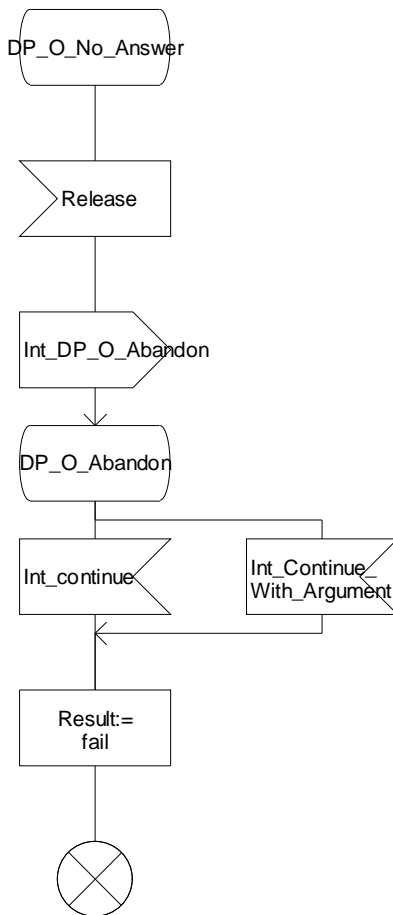 DP_O_No_Answer
Release
Int_DP_O_Abandon
DP_O_Abandon
Int_continue
Int_Continue_
With_Argument
Result:=
fail